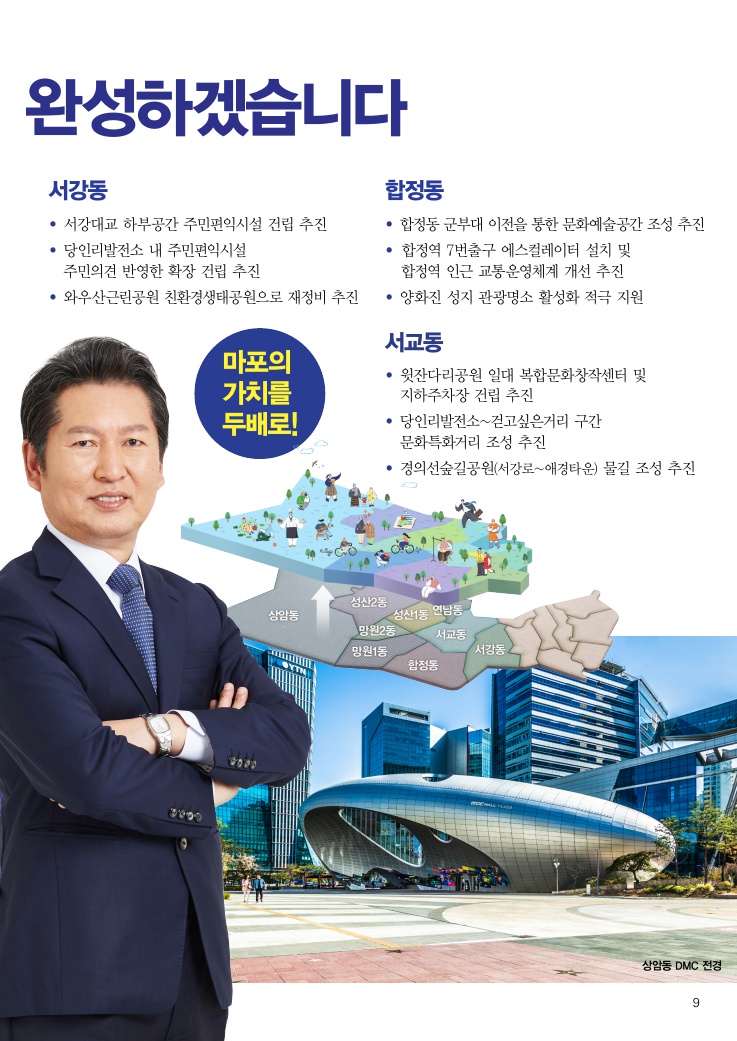 완성하겠습니다
서강동
• 서강대교 하부공간 주민편익시설 건립 추진
• 당인리발전소 내 주민편익시설
주민의견 반영한 확장 건립 추진
• 와우산근린공원 친환경생태공원으로 재정비 추진
합정동
• 합정동 군부대 이전을 통한 문화예술공간 조성 추진
• 합정역 7번출구 에스컬레이터 설치 및
합정역 인근 교통운영체계 개선 추진
• 양화진 성지 관광명소 활성화 적극 지원
서교동
• 윗잔다리공원 일대 복합문화창작센터 및
지하주차장 건립 추진
• 당인리발전소~걷고싶은거리 구간
문화특화거리 조성 추진
• 경의선숲길공원(서강로~애경타운) 물길 조성 추진
마포의
가치를
두배로!
상암동
성산2동
성산1동
연남동
망원2동
서교동
망원1동
합정동
서강동
YTN
상암동 DMC 전경
9